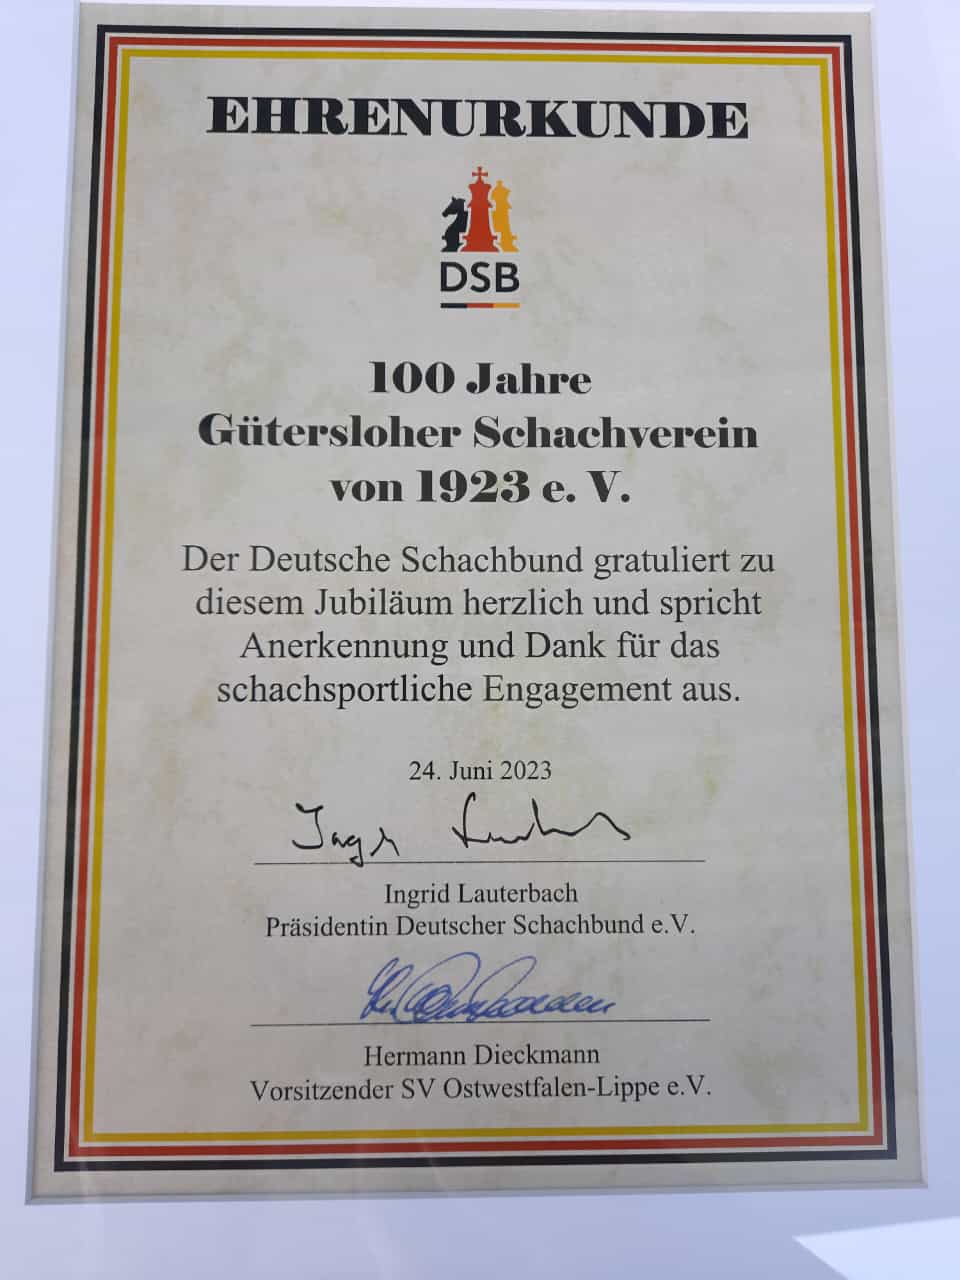 EHRENURKUNDE
DSB
100 Jahre
Gütersloher Schachverein
von 1923 e. V.
Der Deutsche Schachbund gratuliert zu
diesem Jubiläum herzlich und spricht
Anerkennung und Dank für das
schachsportliche Engagement aus.
24. Juni 2023
Ingrid Lauterbach
Präsidentin Deutscher Schachbund e.V.
Hermann Dieckmann
Vorsitzender SV Ostwestfalen-Lippe e.V.